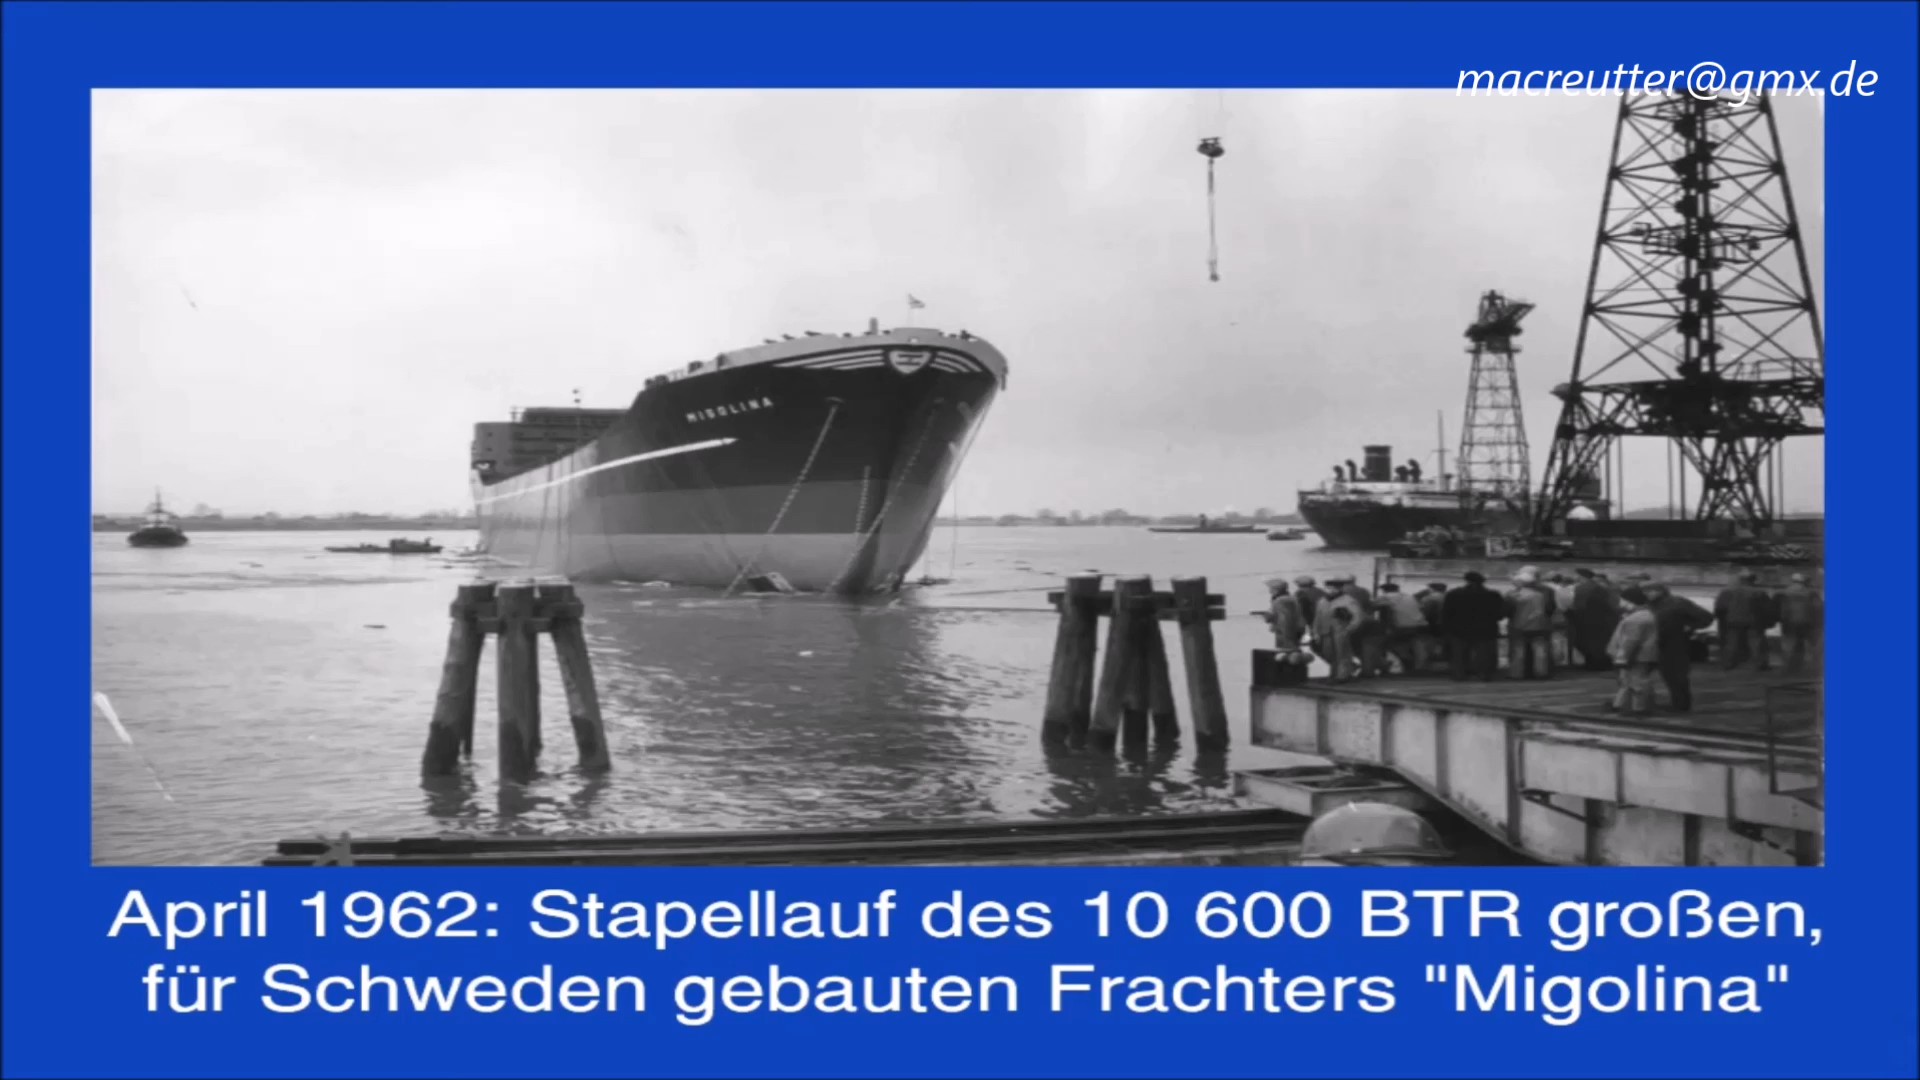 macreutter@gmx.de
MIGOLINA
April 1962: Stapellauf des 10 600 BTR großen,
für Schweden gebauten Frachters "Migolina"